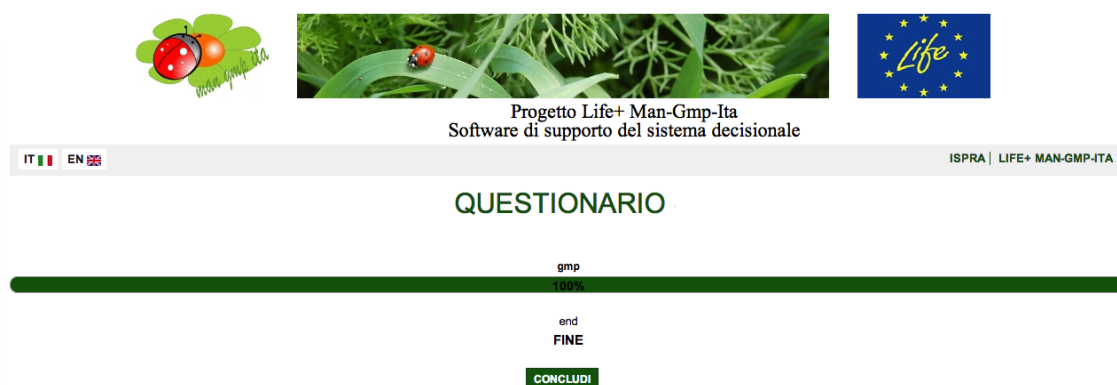 man gmp ita
Life
Progetto Life+ Man-Gmp-Ita
Software di supporto del sistema decisionale
IT EN ISPRA | LIFE+ MAN-GMP-ITA
QUESTIONARIO
gmp
100%
end
FINE
CONCLUDI